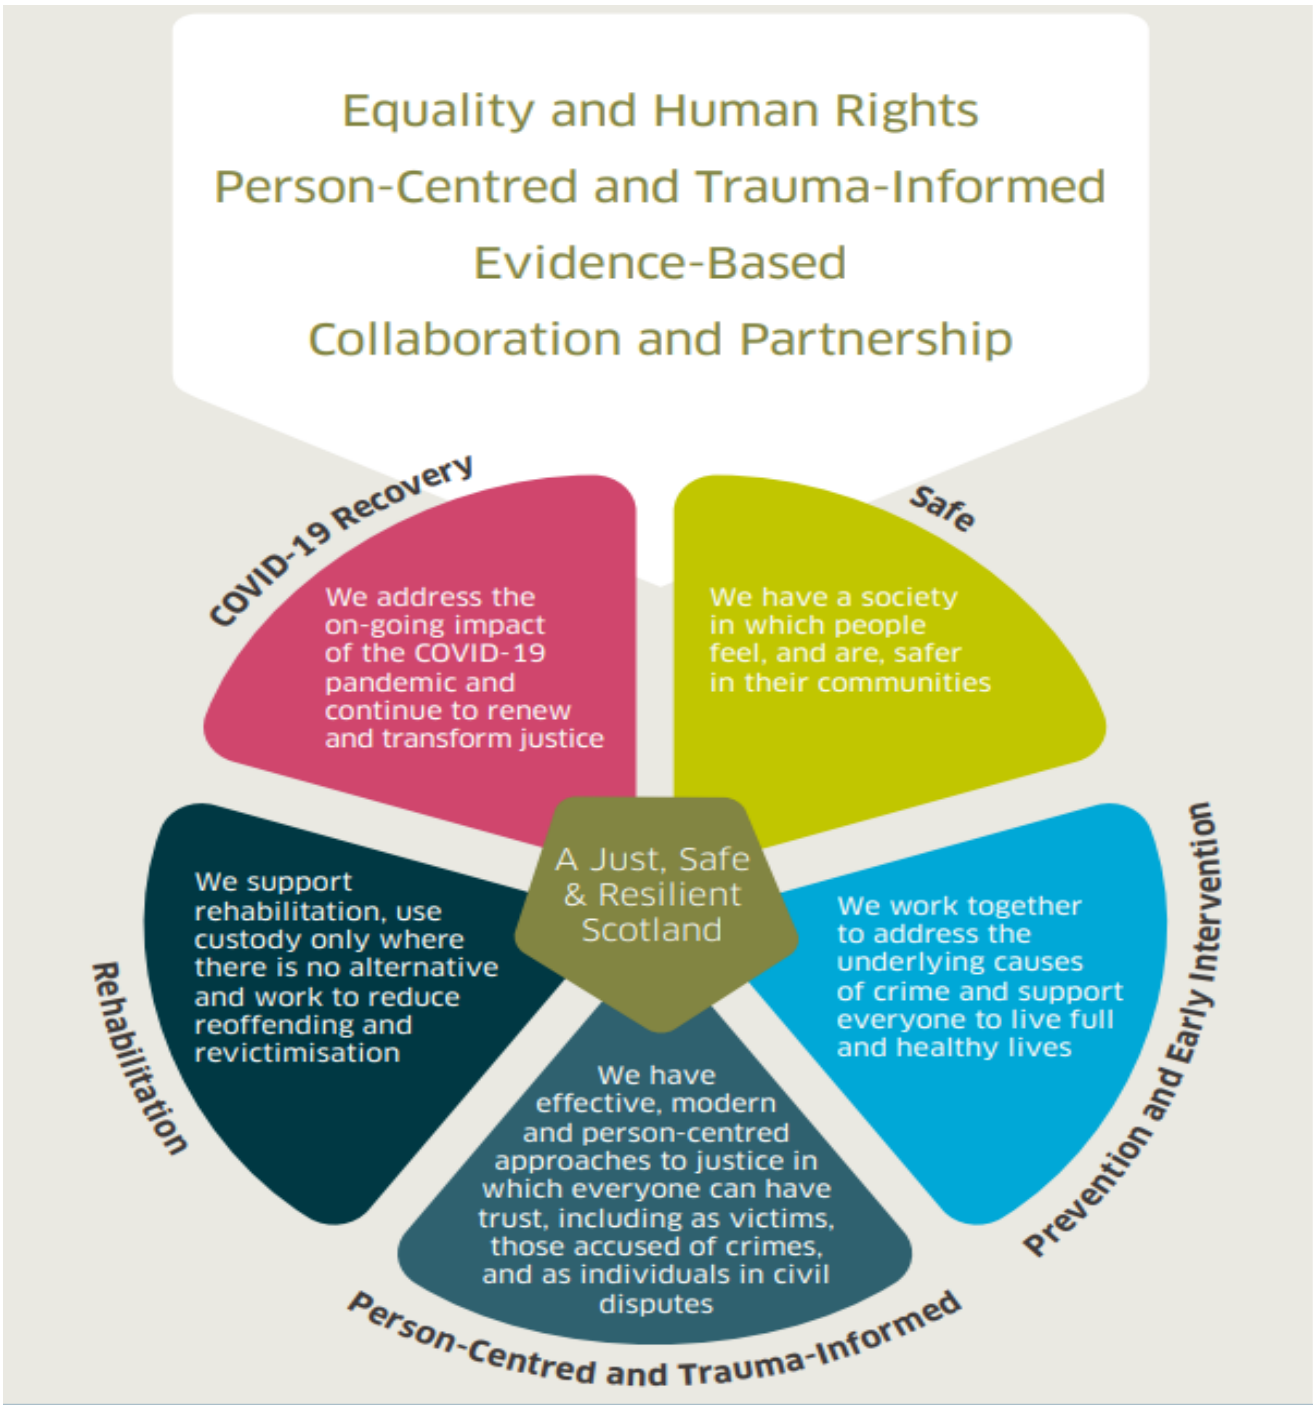 Equality and Human Rights
Person-Centred and Trauma-Informed
Evidence-Based
Collaboration and Partnership
COVID-19 Recovery
We address the
on-going impact
of the COVID-19
pandemic and
continue to renew
and transform justice
Safe
We have a society
in which people
feel, and are, safer
in their communities
A Just, Safe
& Resilient
Scotland
Rehabilitation
We support
rehabilitation, use
custody only where
there is no alternative
and work to reduce
reoffending and
revictimisation
We work together
to address the
underlying causes
of crime and support
everyone to live full
and healthy lives
Prevention and Early Intervention
We have
effective, modern
and person-centred
approaches to justice in
which everyone can have
trust, including as victims,
those accused of crimes,
and as individuals in civil
disputes
Person-Centred and Trauma-Informed